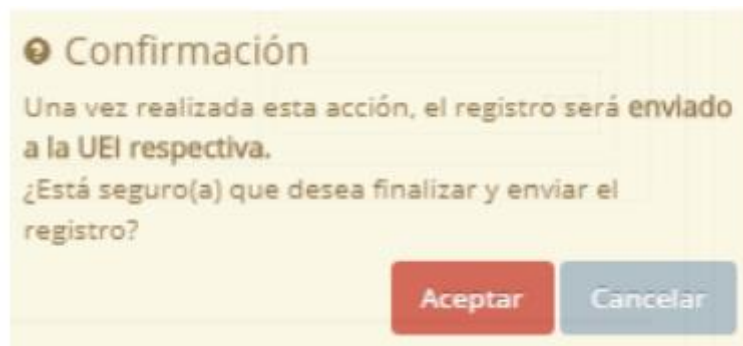 Confirmación
Una vez realizada esta acción, el registro será enviado
a la UEI respectiva.
¿Está seguro(a) que desea finalizar y enviar el
registro?
Aceptar Cancelar